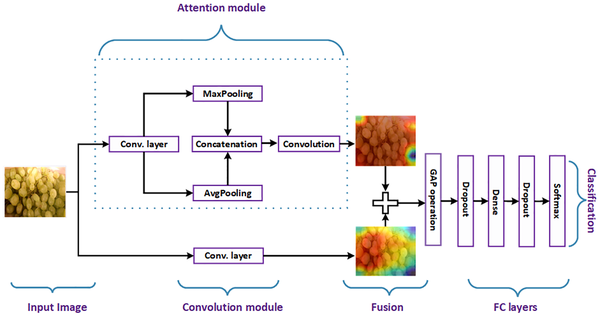 Attention module
MaxPooling
Conv. layer
Concatenation
Convolution
AvgPooling
Conv. layer
GAP operation
Dropout
Dense
Dropout
Softmax
Classification
Input Image
Convolution module
Fusion
FC layers